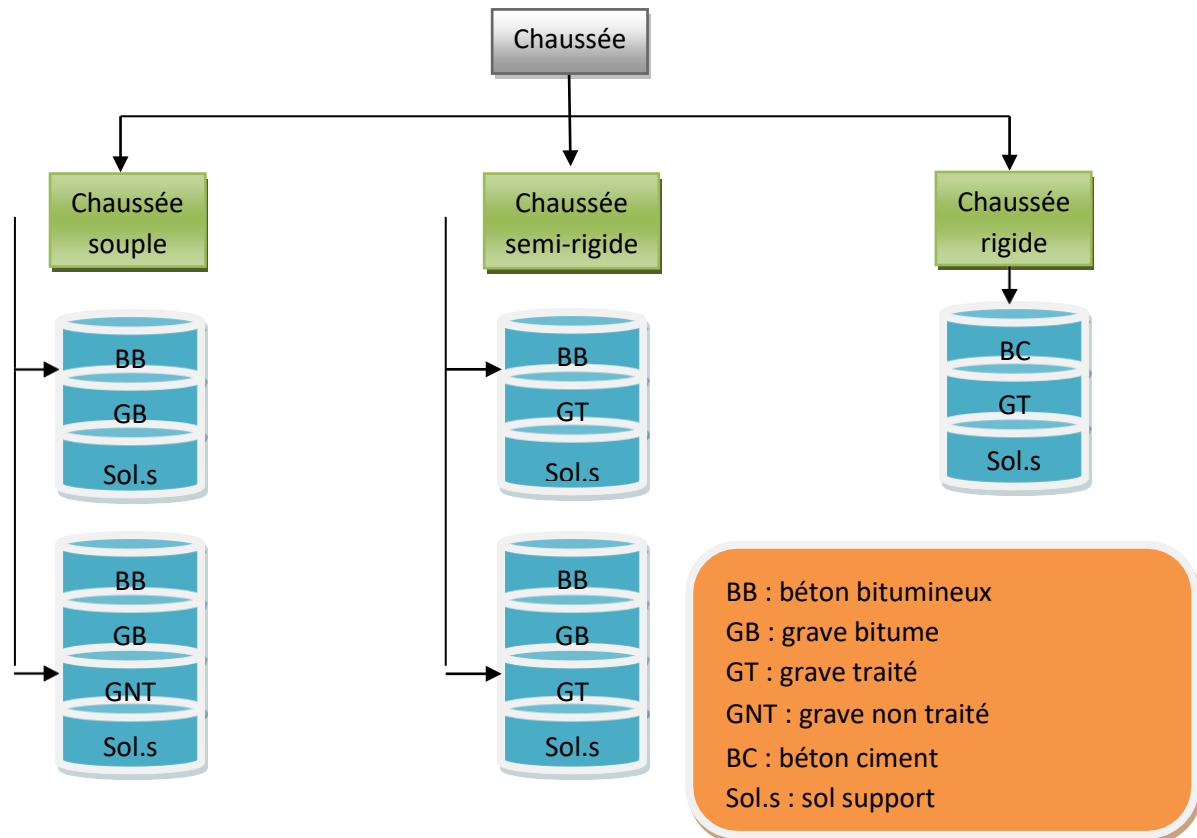 Chaussée
Chaussée
souple
Chaussée
semi-rigide
Chaussée
rigide
BB
GB
Sol.s
BB
GT
Sol.s
BC
GT
Sol.s
BB
GB
GNT
Sol.s
BB
GB
GT
Sol.s
BB : béton bitumineux
GB : grave bitume
GT : grave traité
GNT : grave non traité
BC : béton ciment
Sol.s : sol support